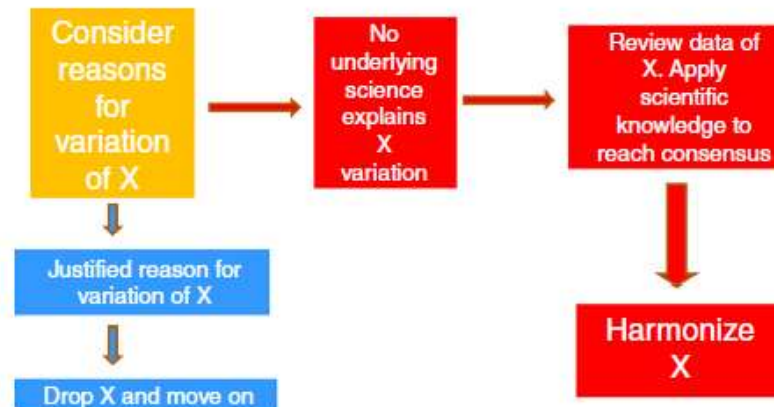 Consider
reasons
for
variation
of X
No
underlying
science
explains
X
variation
Review data of
X. Apply
scientific
knowledge to
reach consensus
Justified reason for
variation of X
Drop X and move on
Harmonize
X